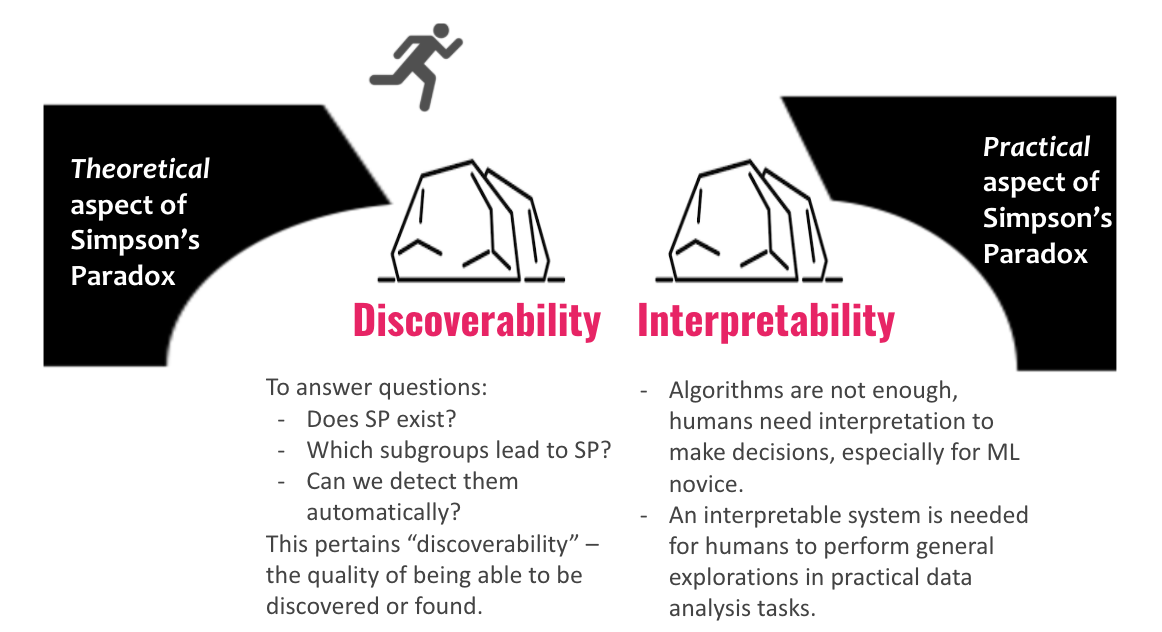 Theoretical
aspect of
Simpson’s
Paradox
Practical
aspect of
Simpson’s
Paradox
Discoverability
To answer questions:
- Does SP exist?
- Which subgroups lead to SP?
- Can we detect them
automatically?
This pertains “discoverability” –
the quality of being able to be
discovered or found.
Interpretability
- Algorithms are not enough,
humans need interpretation to
make decisions, especially for ML
novice.
- An interpretable system is needed
for humans to perform general
explorations in practical data
analysis tasks.